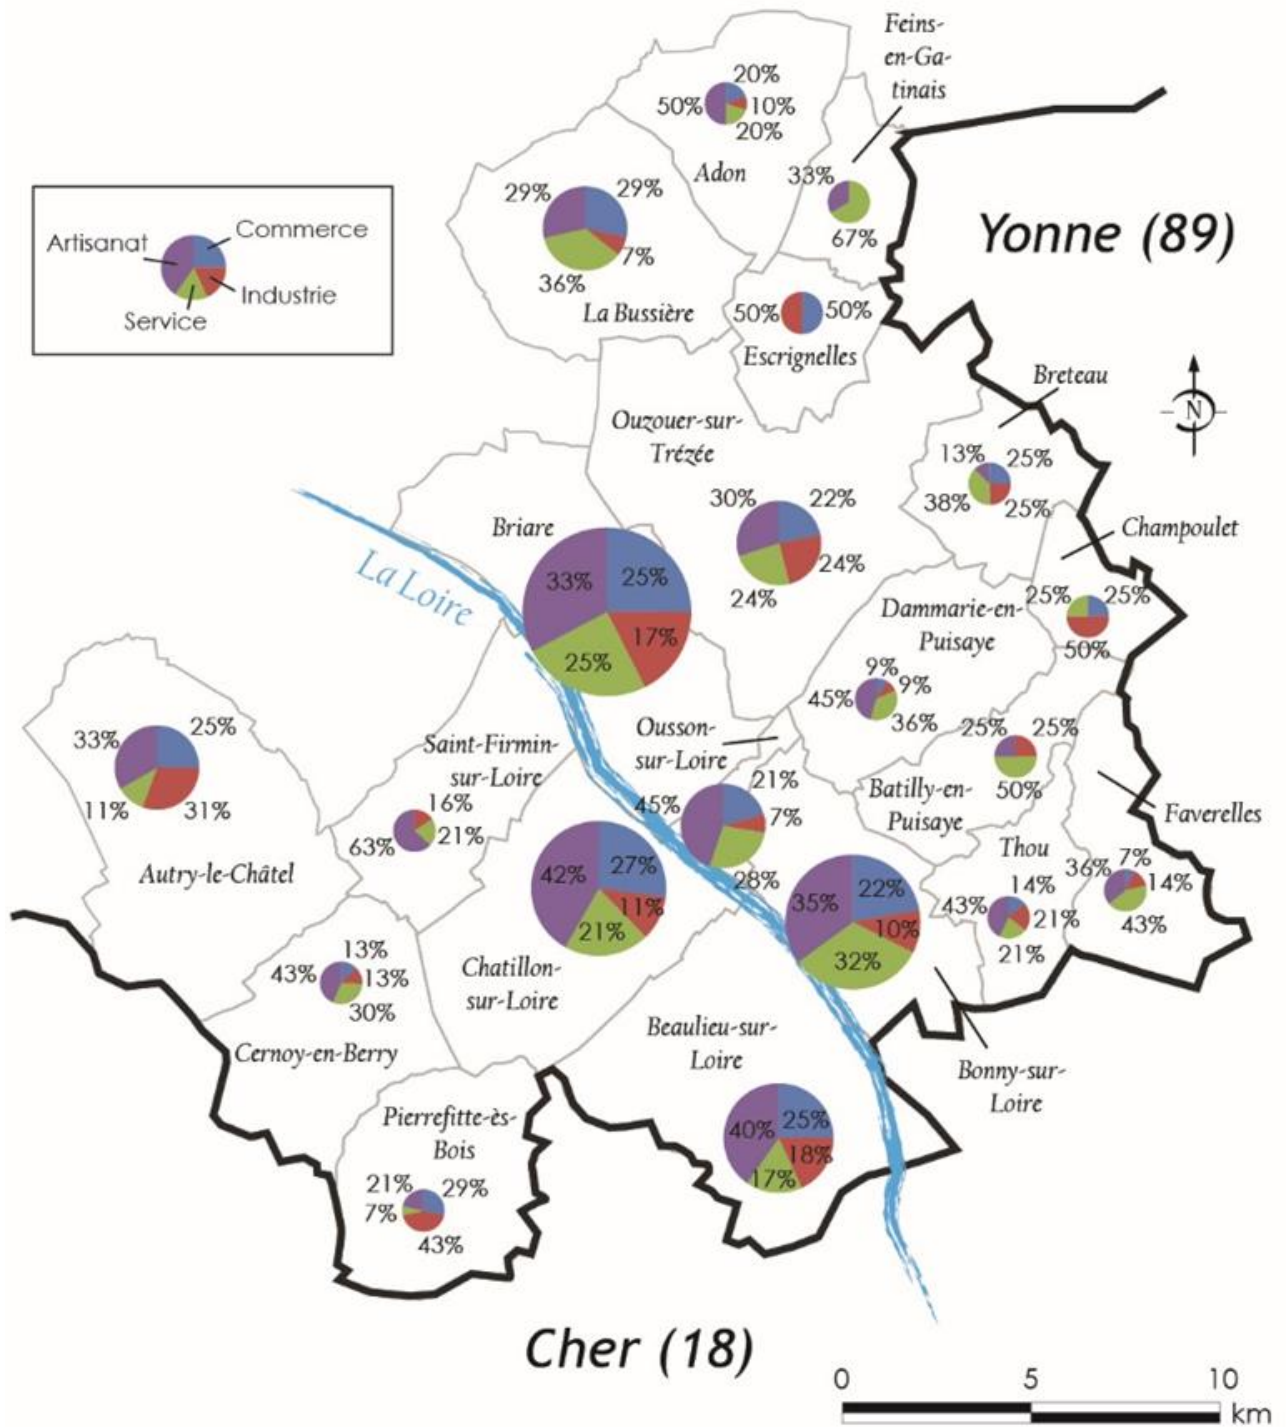 Feins-
en-Ga-
tinais
20%
50%
10%
20%
Adon
33%
67%
29%
29%
7%
36%
La Bussière
Yonne (89)
Artisanat
Commerce
Industrie
Service
50%
50%
Escrignelles
Breteau
N
13%
25%
38%
25%
Ouzouer-sur-
Trézée
30%
22%
24%
24%
Champoulet
25%
25%
50%
Briare
33%
25%
17%
25%
La Loire
Dammarie-en-
Puisaye
9%
9%
45%
36%
25%
25%
50%
Batilly-en-
Puisaye
Faverelles
36%
7%
14%
43%
Thou
43%
14%
21%
21%
Ousson-
sur-Loire
21%
45%
7%
28%
Saint-Firmin-
sur-Loire
16%
63%
21%
33%
25%
11%
31%
Autry-le-Châtel
42%
27%
11%
21%
Chatillon-
sur-Loire
35%
22%
10%
32%
Bonny-sur-
Loire
43%
13%
13%
30%
Cernoy-en-Berry
Beaulieu-sur-
Loire
40%
25%
18%
17%
Pierrefitte-ès-
Bois
21%
29%
7%
43%
Cher (18)
0
5
10
km